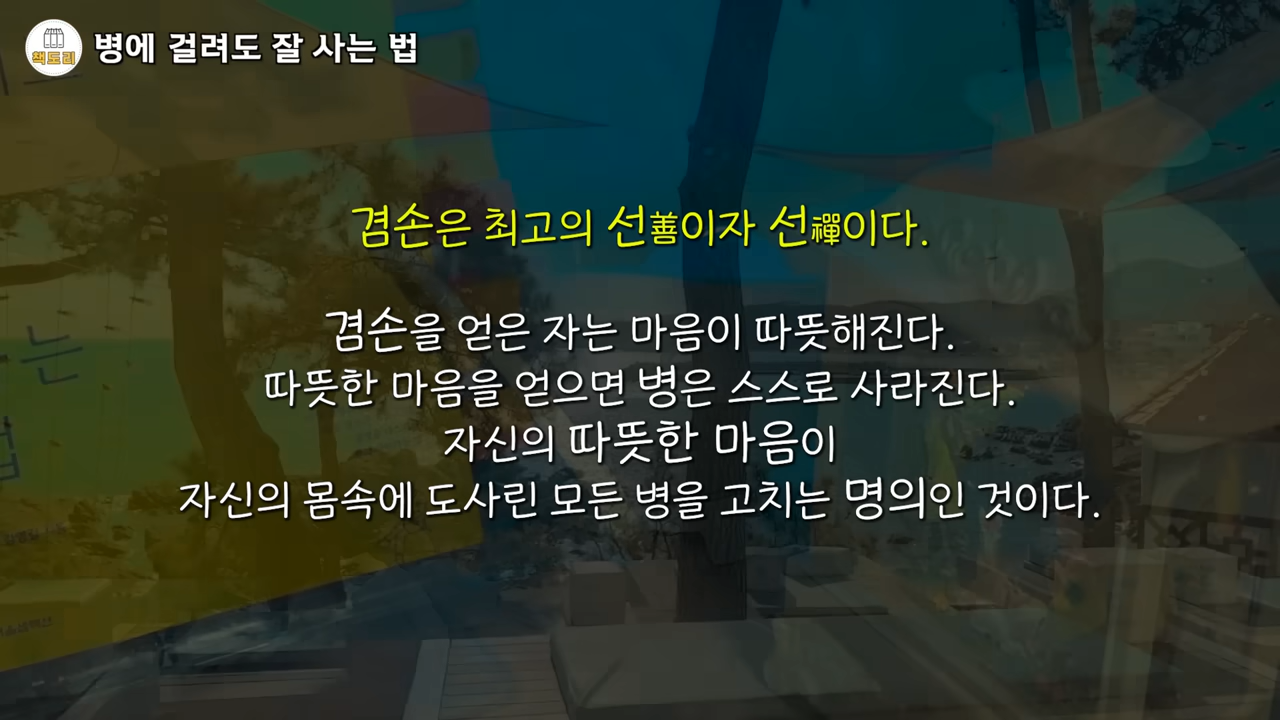 책도리
병에 걸려도 잘 사는 법
겸손은 최고의 선善이자 선禪이다.
겸손을 얻은 자는 마음이 따뜻해진다.
따뜻한 마음을 얻으면 병은 스스로 사라진다.
자신의 따뜻한 마음이
자신의 몸속에 도사린 모든 병을 고치는 명의인 것이다.
는